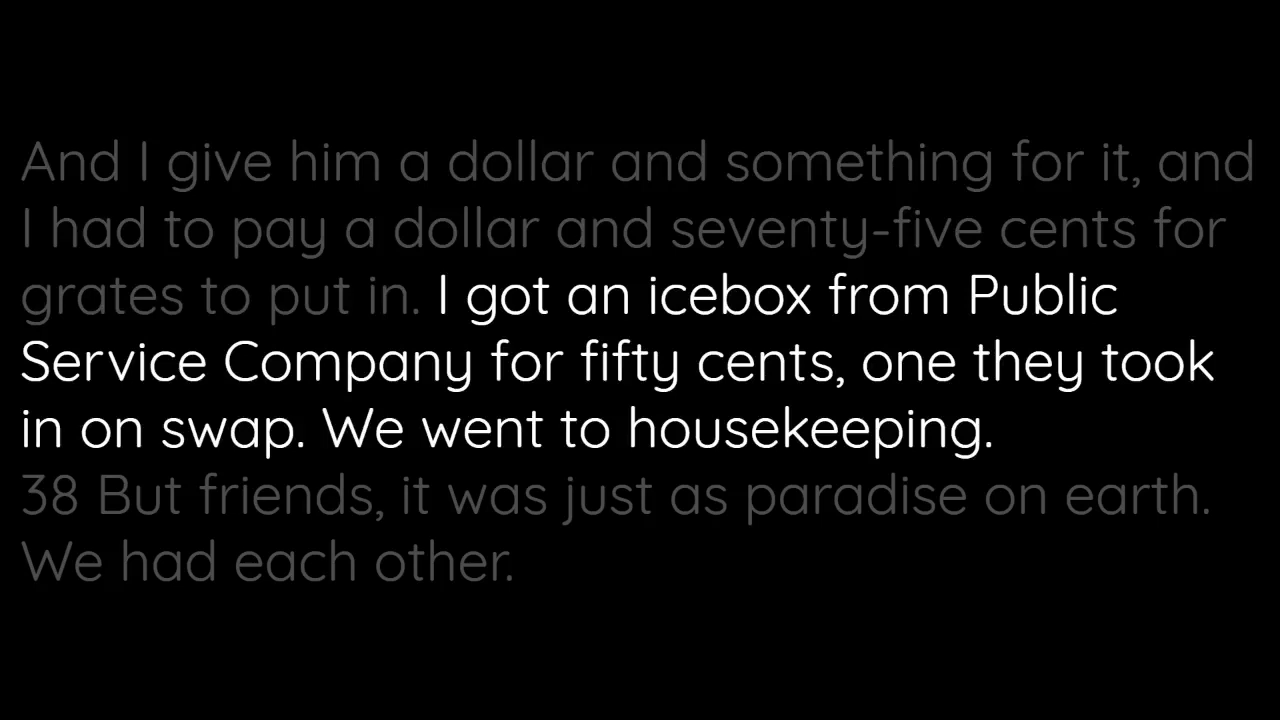 And I give him a dollar and something for it, and
I had to pay a dollar and seventy-five cents for
grates to put in. I got an icebox from Public
Service Company for fifty cents, one they took
in on swap. We went to housekeeping.
38 But friends, it was just as paradise on earth.
We had each other.